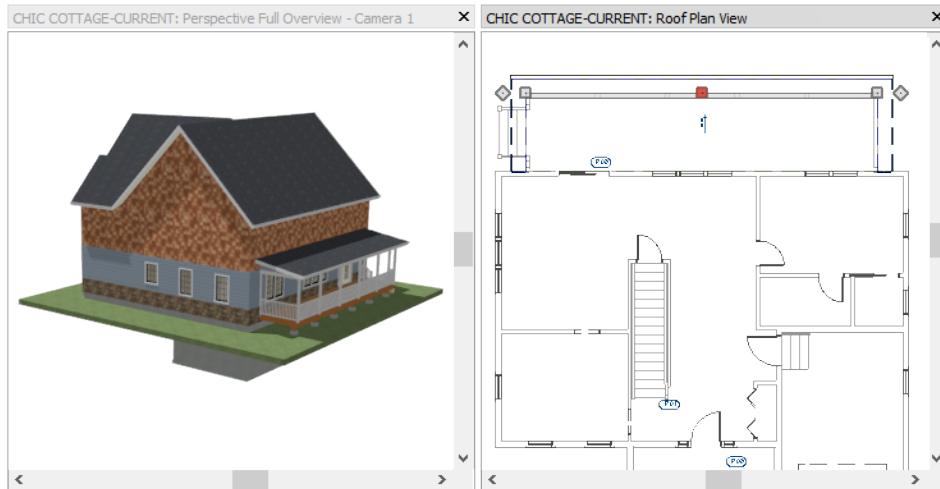 CHIC COTTAGE-CURRENT: Perspective Full Overview - Camera 1
CHIC COTTAGE-CURRENT: Roof Plan View